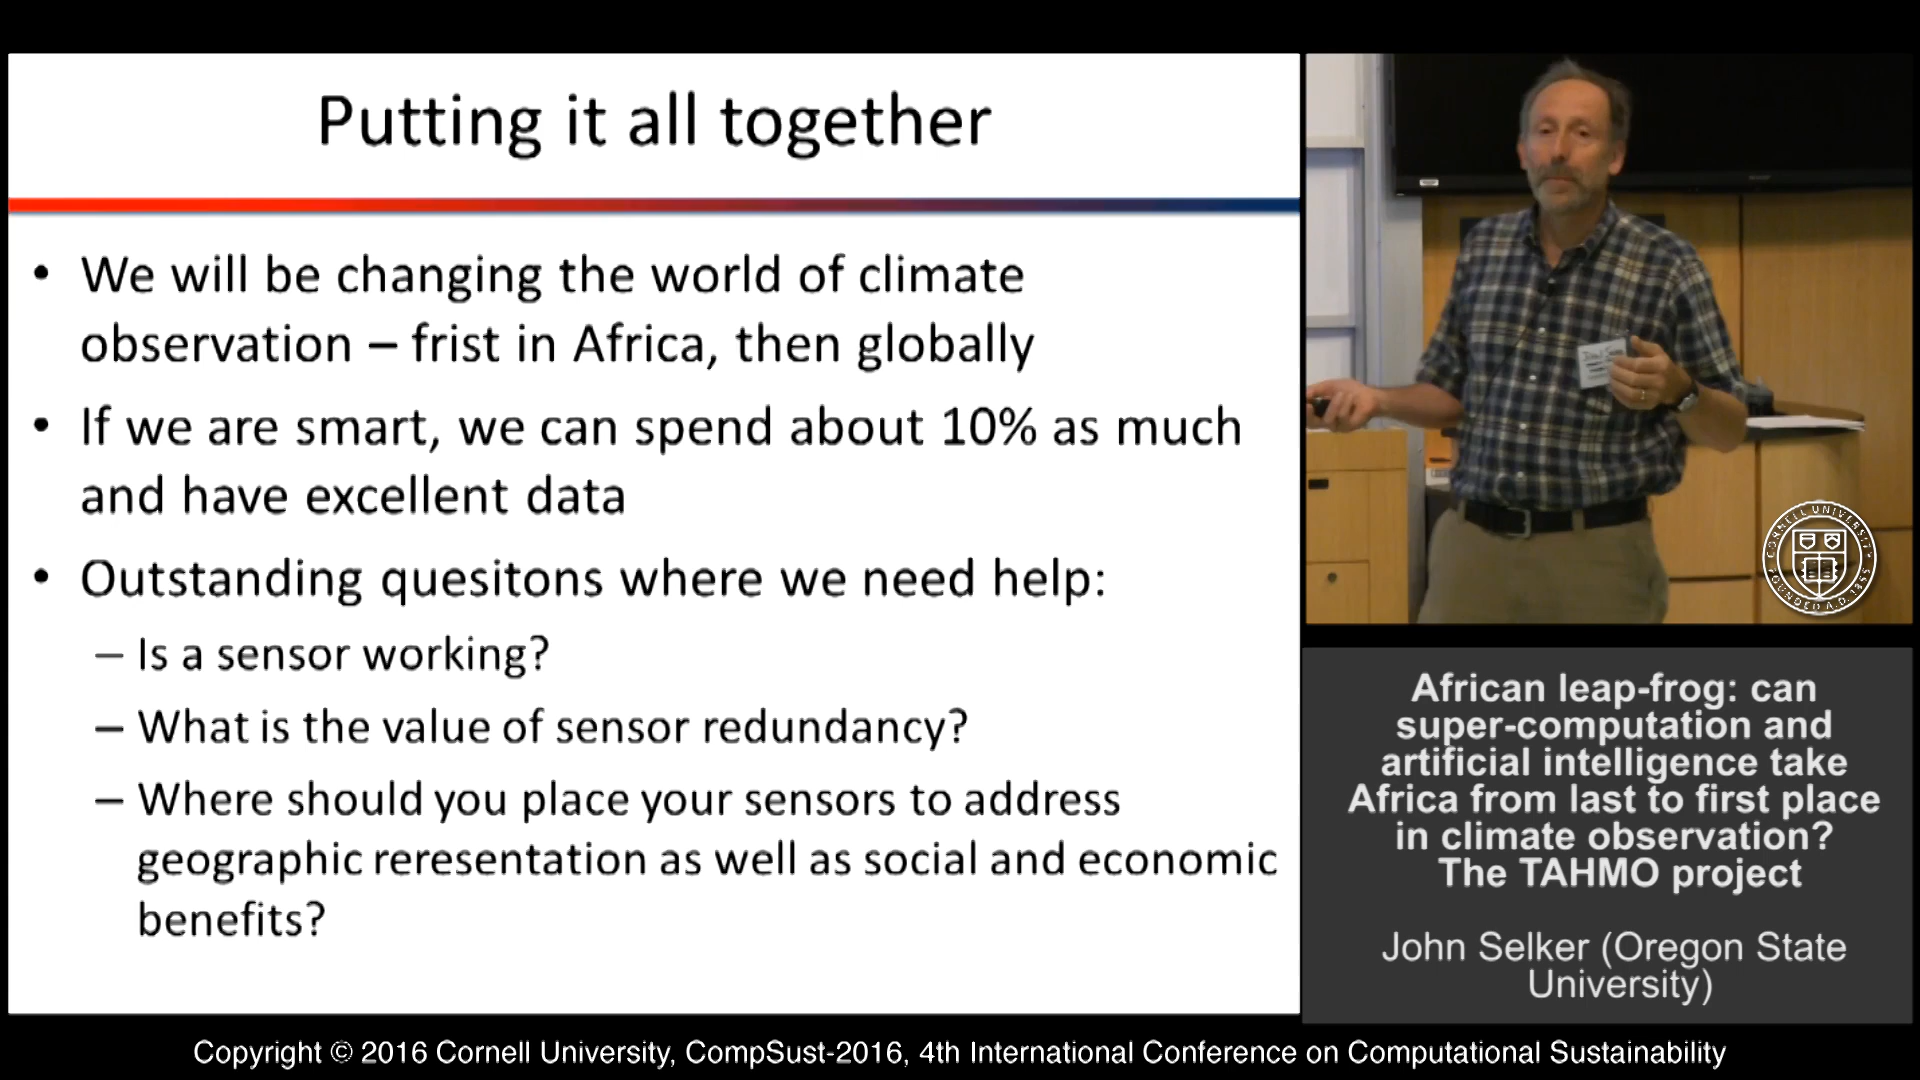 Putting it all together
• We will be changing the world of climate
observation – frist in Africa, then globally
• If we are smart, we can spend about 10% as much
and have excellent data
• Outstanding quesitons where we need help:
– Is a sensor working?
– What is the value of sensor redundancy?
– Where should you place your sensors to address
geographic reresentation as well as social and economic
benefits?
CORNELL UNIVERSITY
FOUNDED A.D. 1865
African leap-frog: can
super-computation and
artificial intelligence take
Africa from last to first place
in climate observation?
The TAHMO project
John Selker (Oregon State
University)
Copyright © 2016 Cornell University, CompSust-2016, 4th International Conference on Computational Sustainability